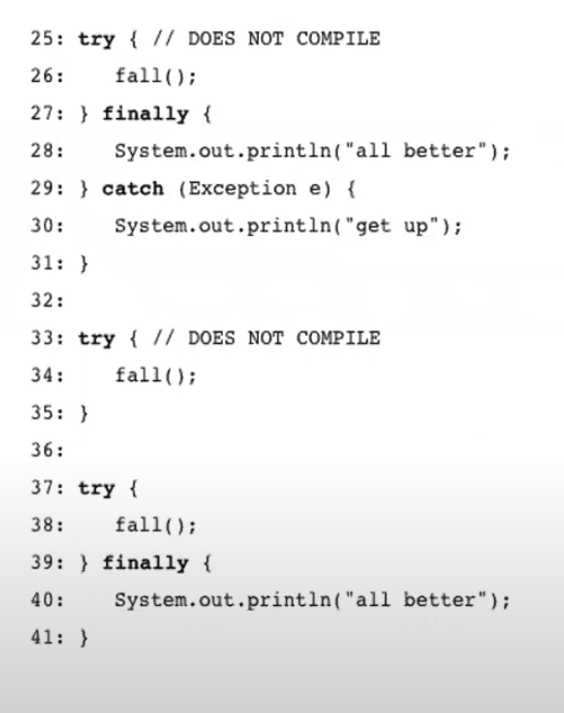 25: try { // DOES NOT COMPILE
26:    fall();
27: } finally {
28:    System.out.println("all better");
29: } catch (Exception e) {
30:    System.out.println("get up");
31: }
32:
33: try { // DOES NOT COMPILE
34:    fall();
35: }
36:
37: try {
38:    fall();
39: } finally {
40:    System.out.println("all better");
41: }